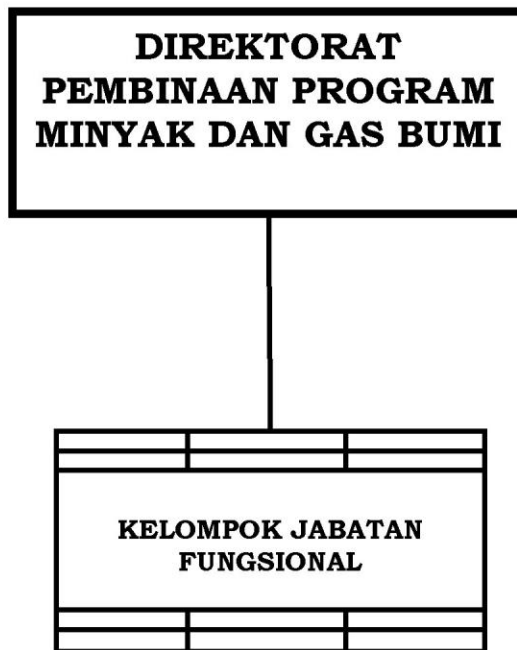 DIREKTORAT
PEMBINAAN PROGRAM
MINYAK DAN GAS BUMI
KELOMPOK JABATAN
FUNGSIONAL